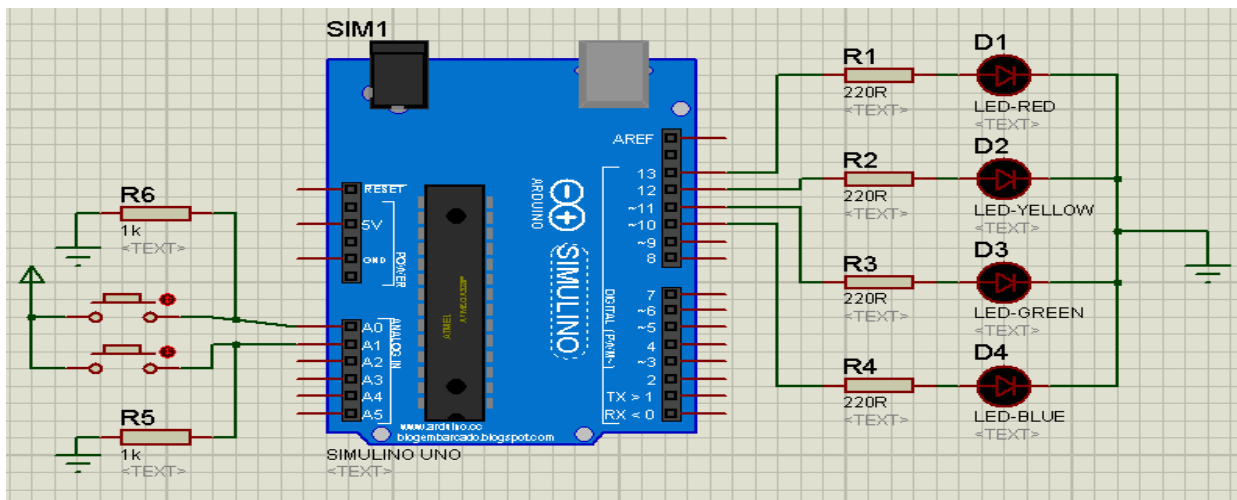 SIM1
R6
1k
<TEXT>
R5
1k
<TEXT>
RESET
5V
GND
POWER
A0
A1
A2
A3
A4
A5
ANALOG IN
ATMEL
ARDUINO
SIMULINO
AREF
13
12
~11
~10
~9
8
7
~6
~5
4
~3
2
TX > 1
RX < 0
DIGITAL (PWM~)
www.arduino.cc
blogembarcado.blogspot.com
SIMULINO UNO
<TEXT>
R1
220R
<TEXT>
D1
LED-RED
<TEXT>
R2
220R
<TEXT>
D2
LED-YELLOW
<TEXT>
R3
220R
<TEXT>
D3
LED-GREEN
<TEXT>
R4
220R
<TEXT>
D4
LED-BLUE
<TEXT>